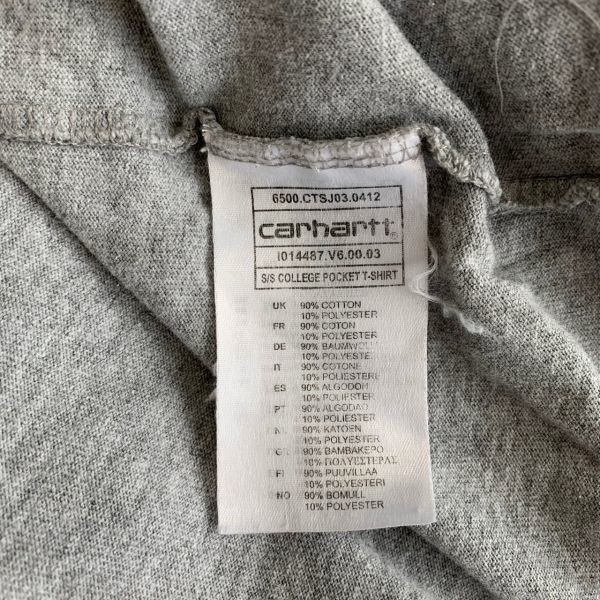 6500.CTSJ03.0412
carhartt®
I014487.V6.00.03
S/S COLLEGE POCKET T-SHIRT
UK 90% COTTON
10% POLYESTER
FR 90% COTON
10% POLYESTER
DE 90% BAUMWOLL
10% POLYESTE
IT 90% COTONE
10% POLIESTERE
ES 90% ALGODON
10% POLIESTER
PT 90% ALGODAO
10% POLIESTER
NL 90% KATOEN
10% POLYESTER
90% BAMBAKEPO
10% ΠΟΛΥΕΣΤΕΡΑΣ
FI 90% PUUVILLAA
10% POLYESTERI
NO 90% BOMULL
10% POLYESTER